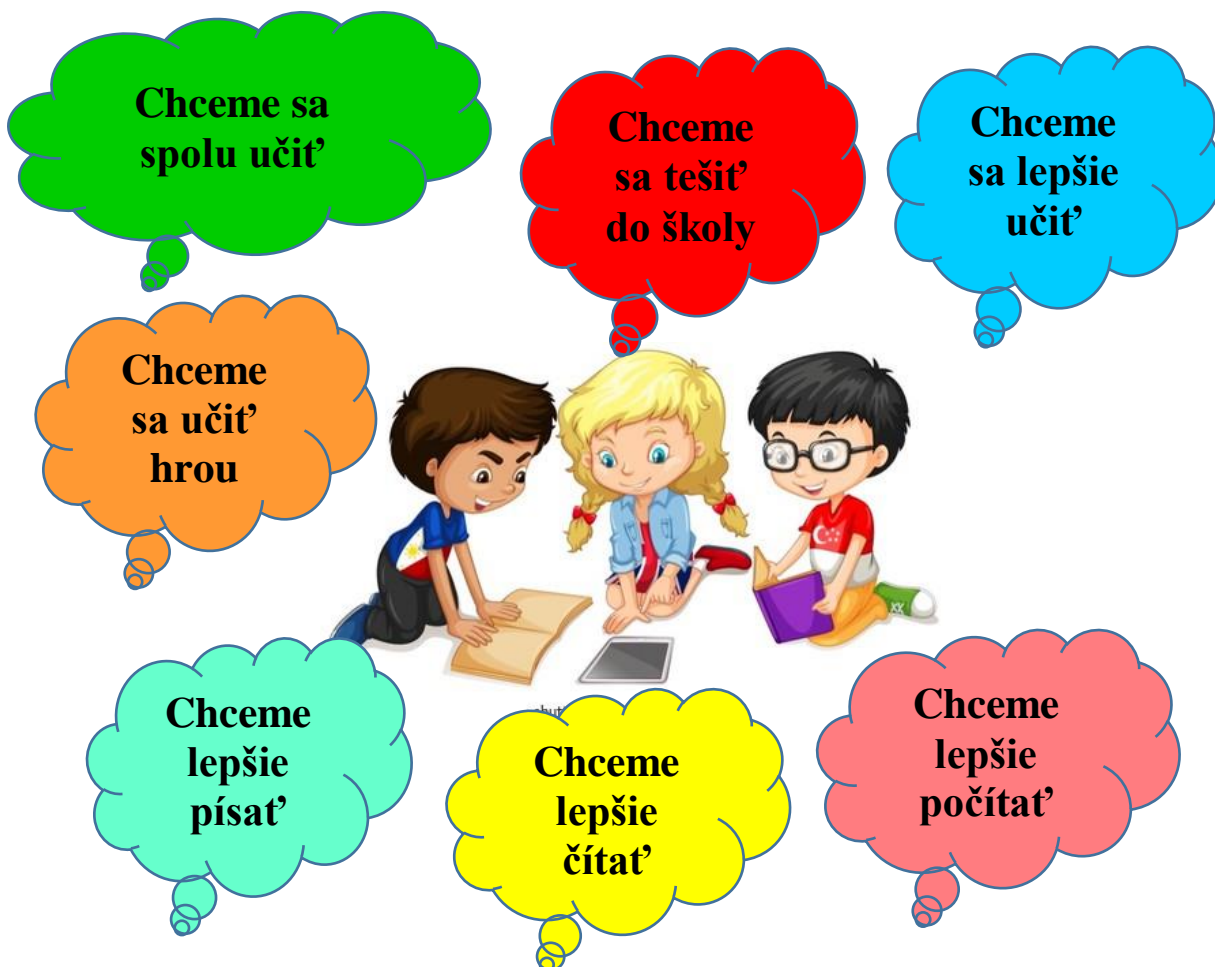 Chceme sa
spolu učiť
Chceme
sa tešiť
do školy
Chceme
sa lepšie
učiť
Chceme
sa učiť
hrou
Chceme
lepšie
písať
Chceme
lepšie
čítať
Chceme
lepšie
počítať